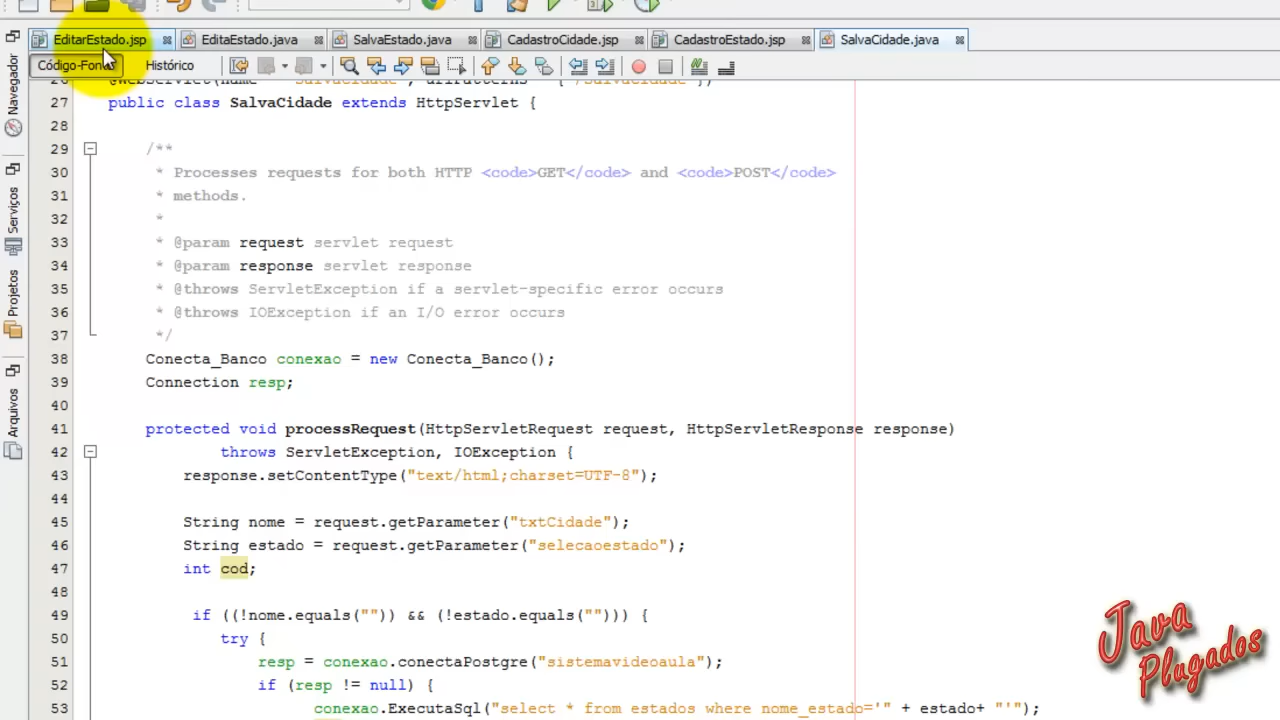 EditarEstado.jsp EditaEstado.java SalvaEstado.java CadastroCidade.jsp CadastroEstado.jsp SalvaCidade.java
Código-Fonte Histórico
Navegador
Serviços
Projetos
Arquivos
26 @WebServlet(name = "SalvaCidade", urlPatterns = {"/SalvaCidade"})
27 public class SalvaCidade extends HttpServlet {
28
29 /**
30 * Processes requests for both HTTP <code>GET</code> and <code>POST</code>
31 * methods.
32 *
33 * @param request servlet request
34 * @param response servlet response
35 * @throws ServletException if a servlet-specific error occurs
36 * @throws IOException if an I/O error occurs
37 */
38 Conecta_Banco conexao = new Conecta_Banco();
39 Connection resp;
40
41 protected void processRequest(HttpServletRequest request, HttpServletResponse response)
42 throws ServletException, IOException {
43 response.setContentType("text/html;charset=UTF-8");
44
45 String nome = request.getParameter("txtCidade");
46 String estado = request.getParameter("selecaoestado");
47 int cod;
48
49 if ((!nome.equals("")) && (!estado.equals(""))) {
50 try {
51 resp = conexao.conectaPostgre("sistemavideoaula");
52 if (resp != null) {
53 conexao.ExecutaSql("select * from estados where nome_estado='" + estado+ "'");
Java
Plugados